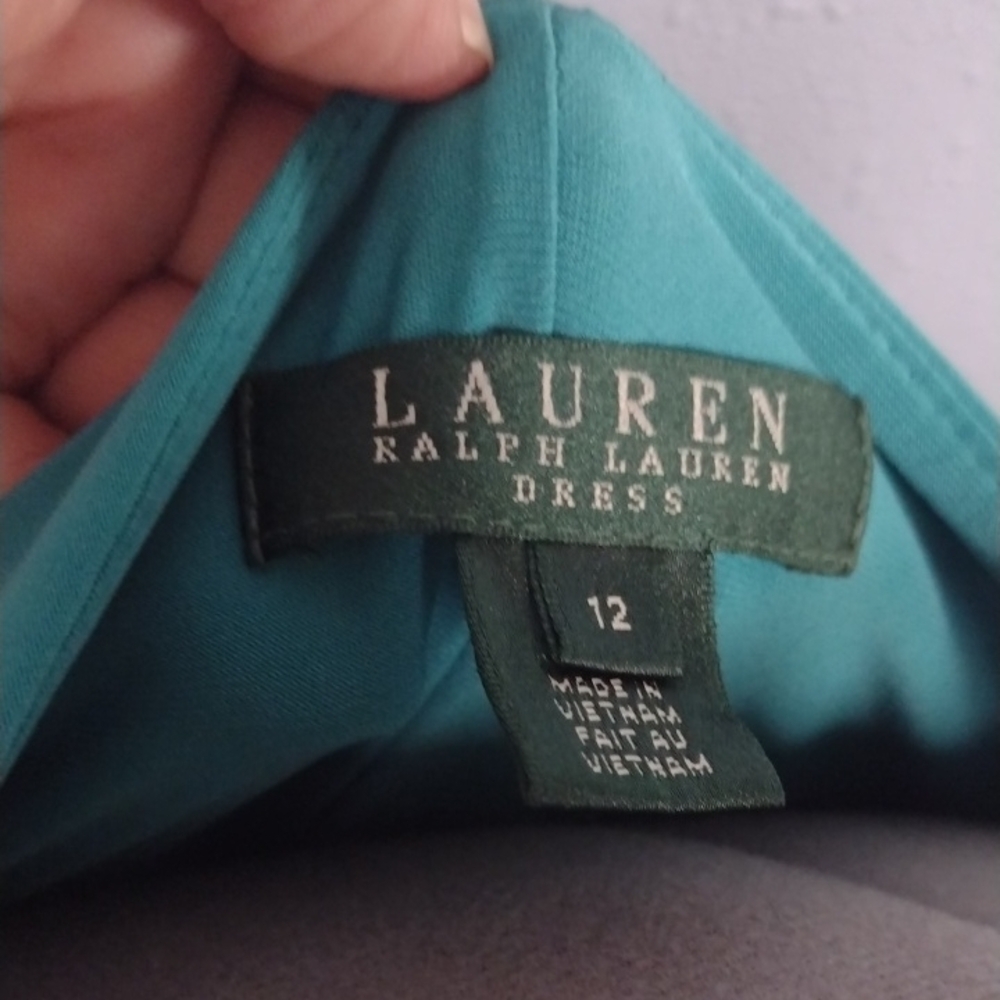 LAUREN
RALPH LAUREN
DRESS
12
MADE IN
VIETNAM
FAIT AU
VIETNAM